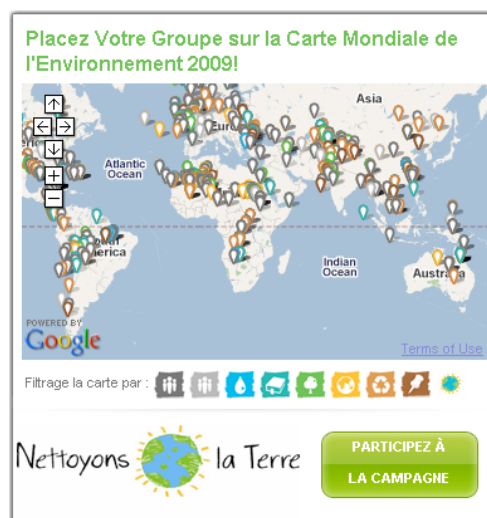 Placez Votre Groupe sur la Carte Mondiale de
l'Environnement 2009!
Asia
Atlantic
Ocean
Indian
Ocean
POWERED BY
Google
Terms of Use
Filtrage la carte par :
Nettoyons la Terre
PARTICIPEZ À
LA CAMPAGNE